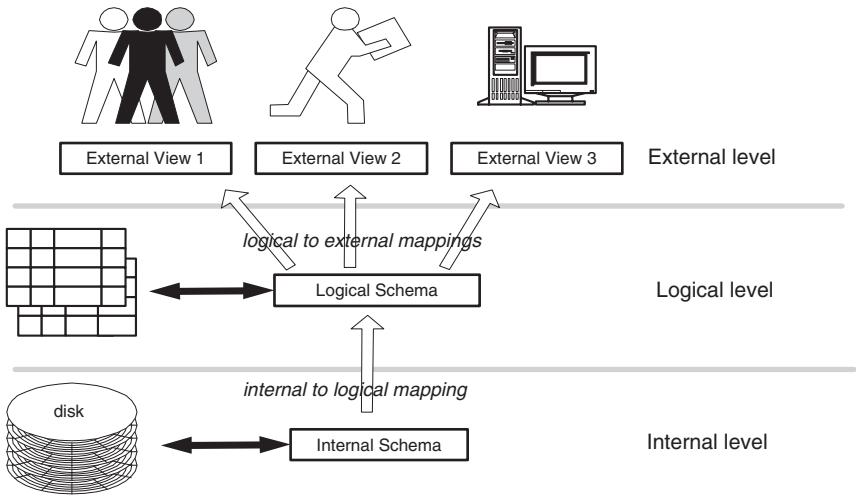 External View 1
External View 2
External View 3
External level
logical to external mappings
Logical Schema
Logical level
internal to logical mapping
disk
Internal Schema
Internal level